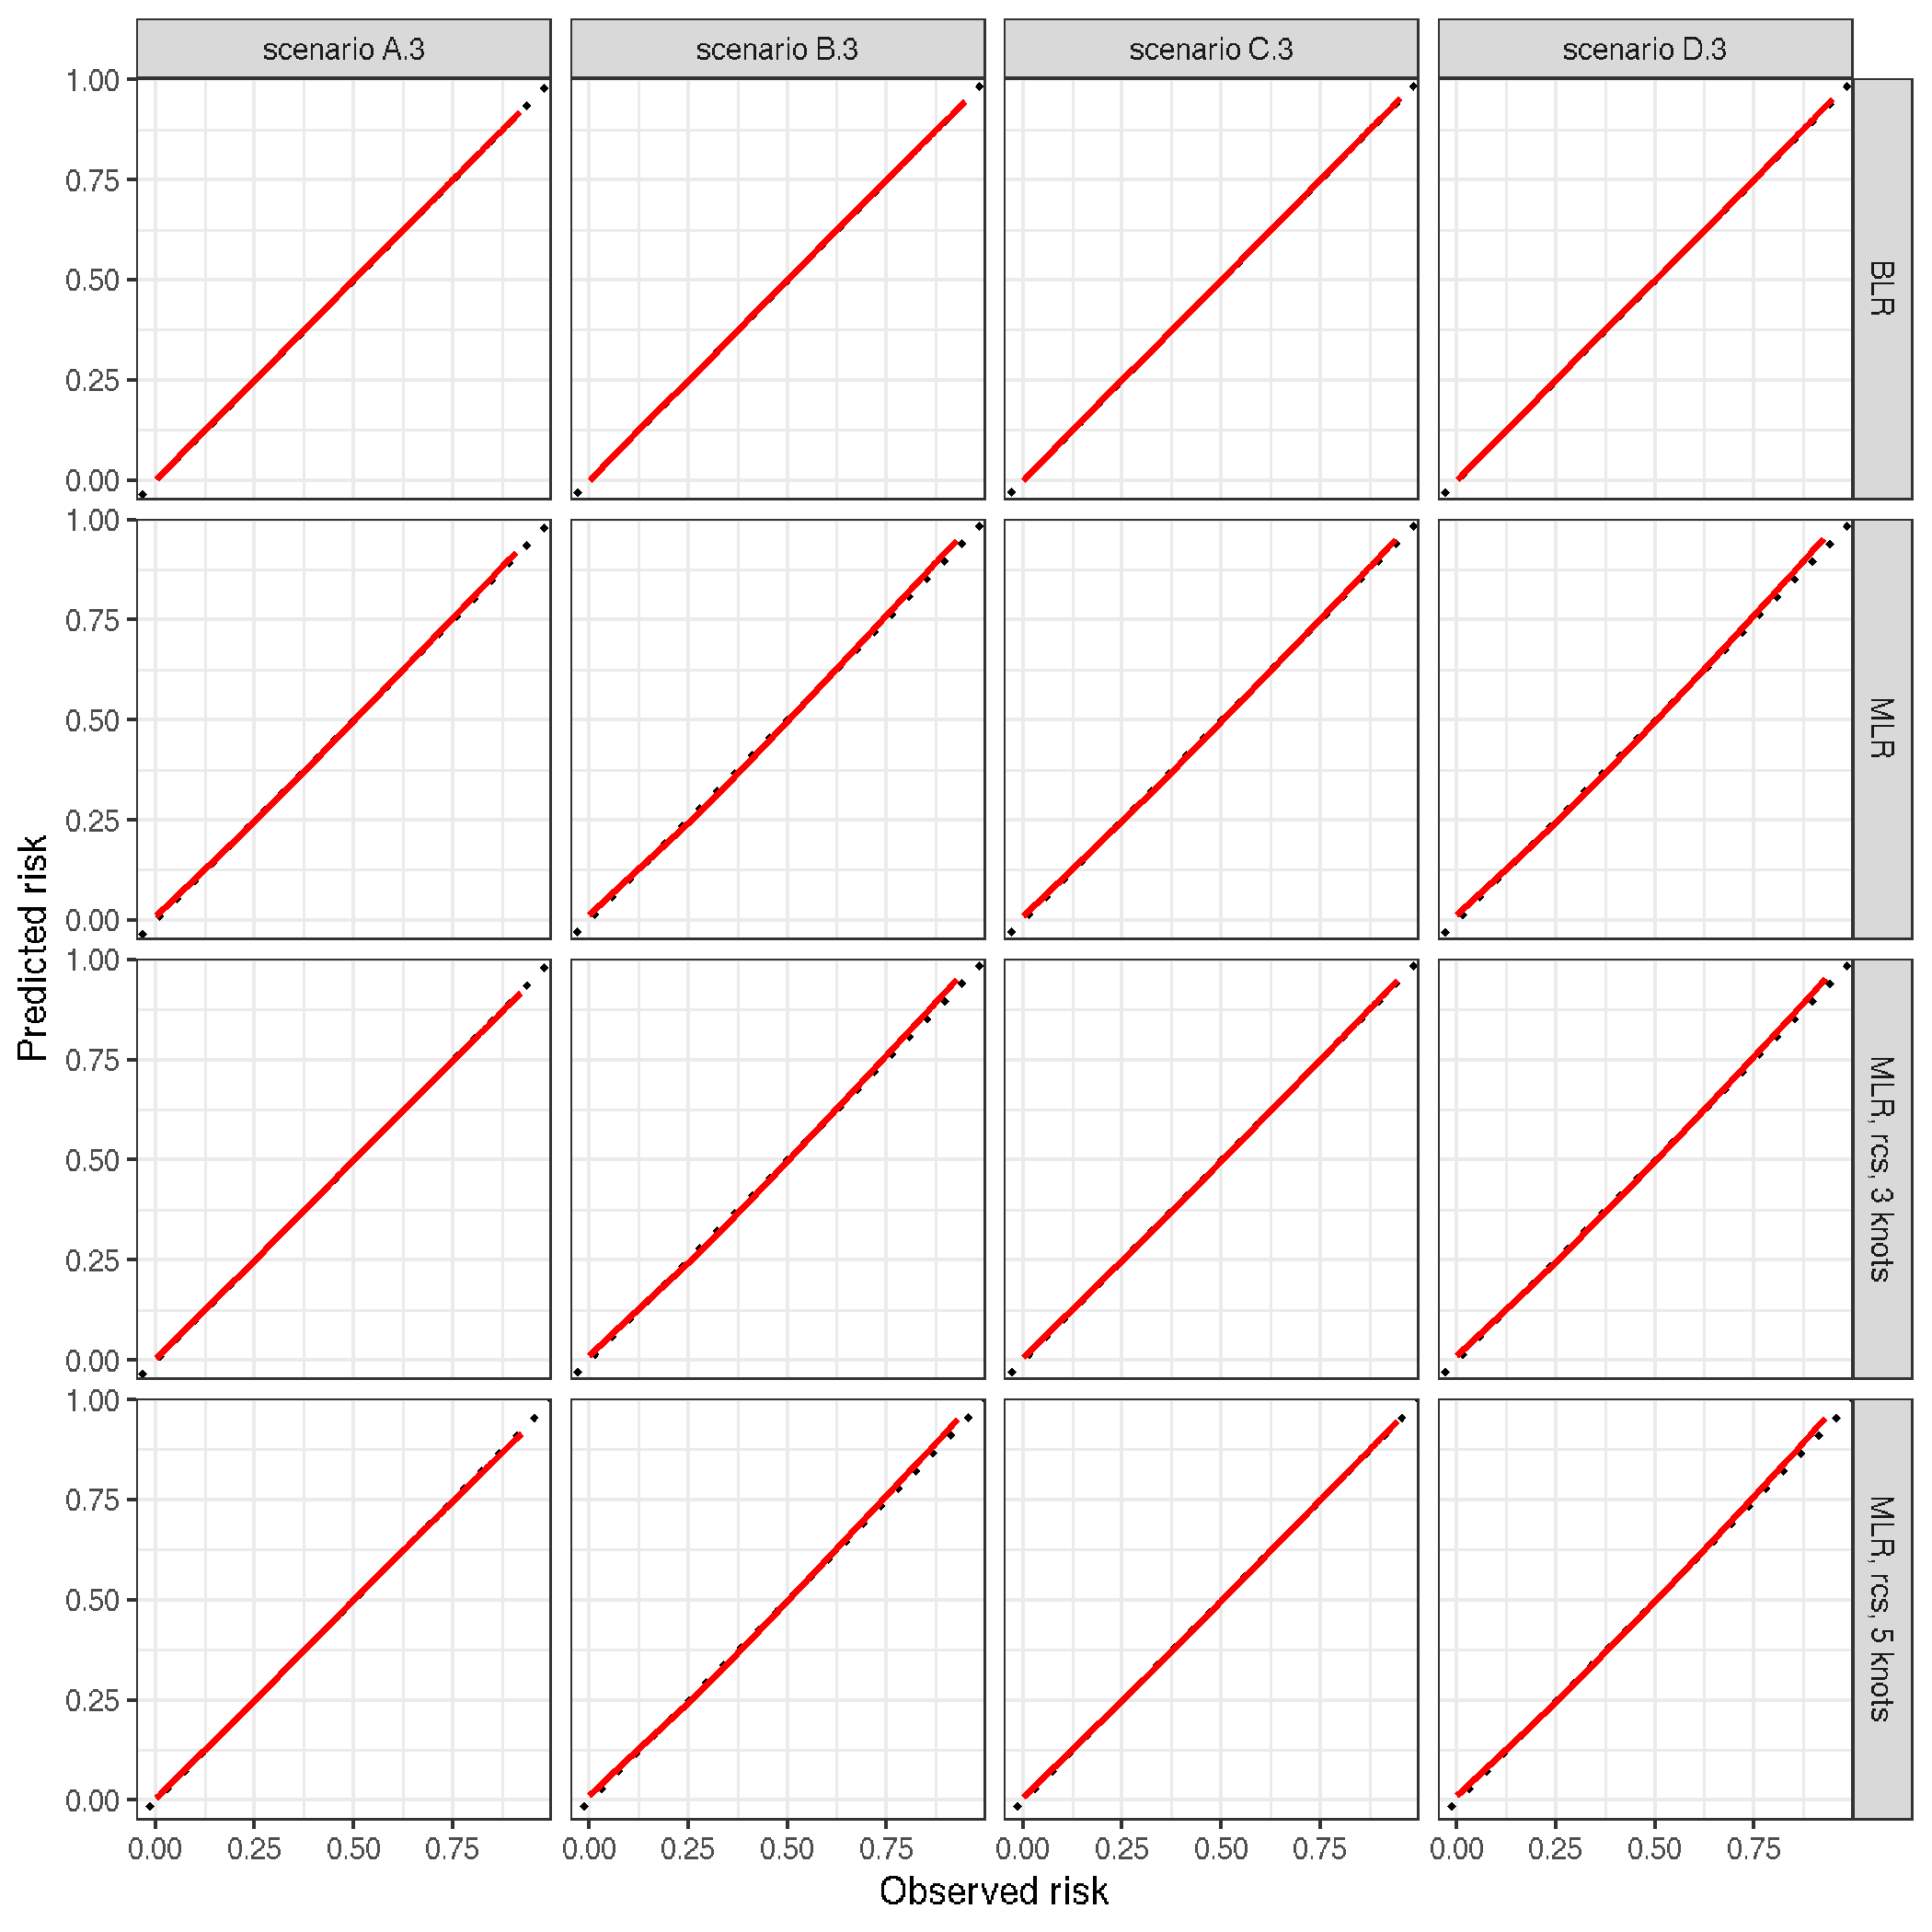 scenario A.3
scenario B.3
scenario C.3
scenario D.3
1.00
0.75
0.50
0.25
0.00
BLR
1.00
0.75
0.50
0.25
0.00
MLR
1.00
0.75
0.50
0.25
0.00
MLR, rcs, 3 knots
1.00
0.75
0.50
0.25
0.00
MLR, rcs, 5 knots
Predicted risk
0.00 0.25 0.50 0.75
0.00 0.25 0.50 0.75
0.00 0.25 0.50 0.75
0.00 0.25 0.50 0.75
Observed risk